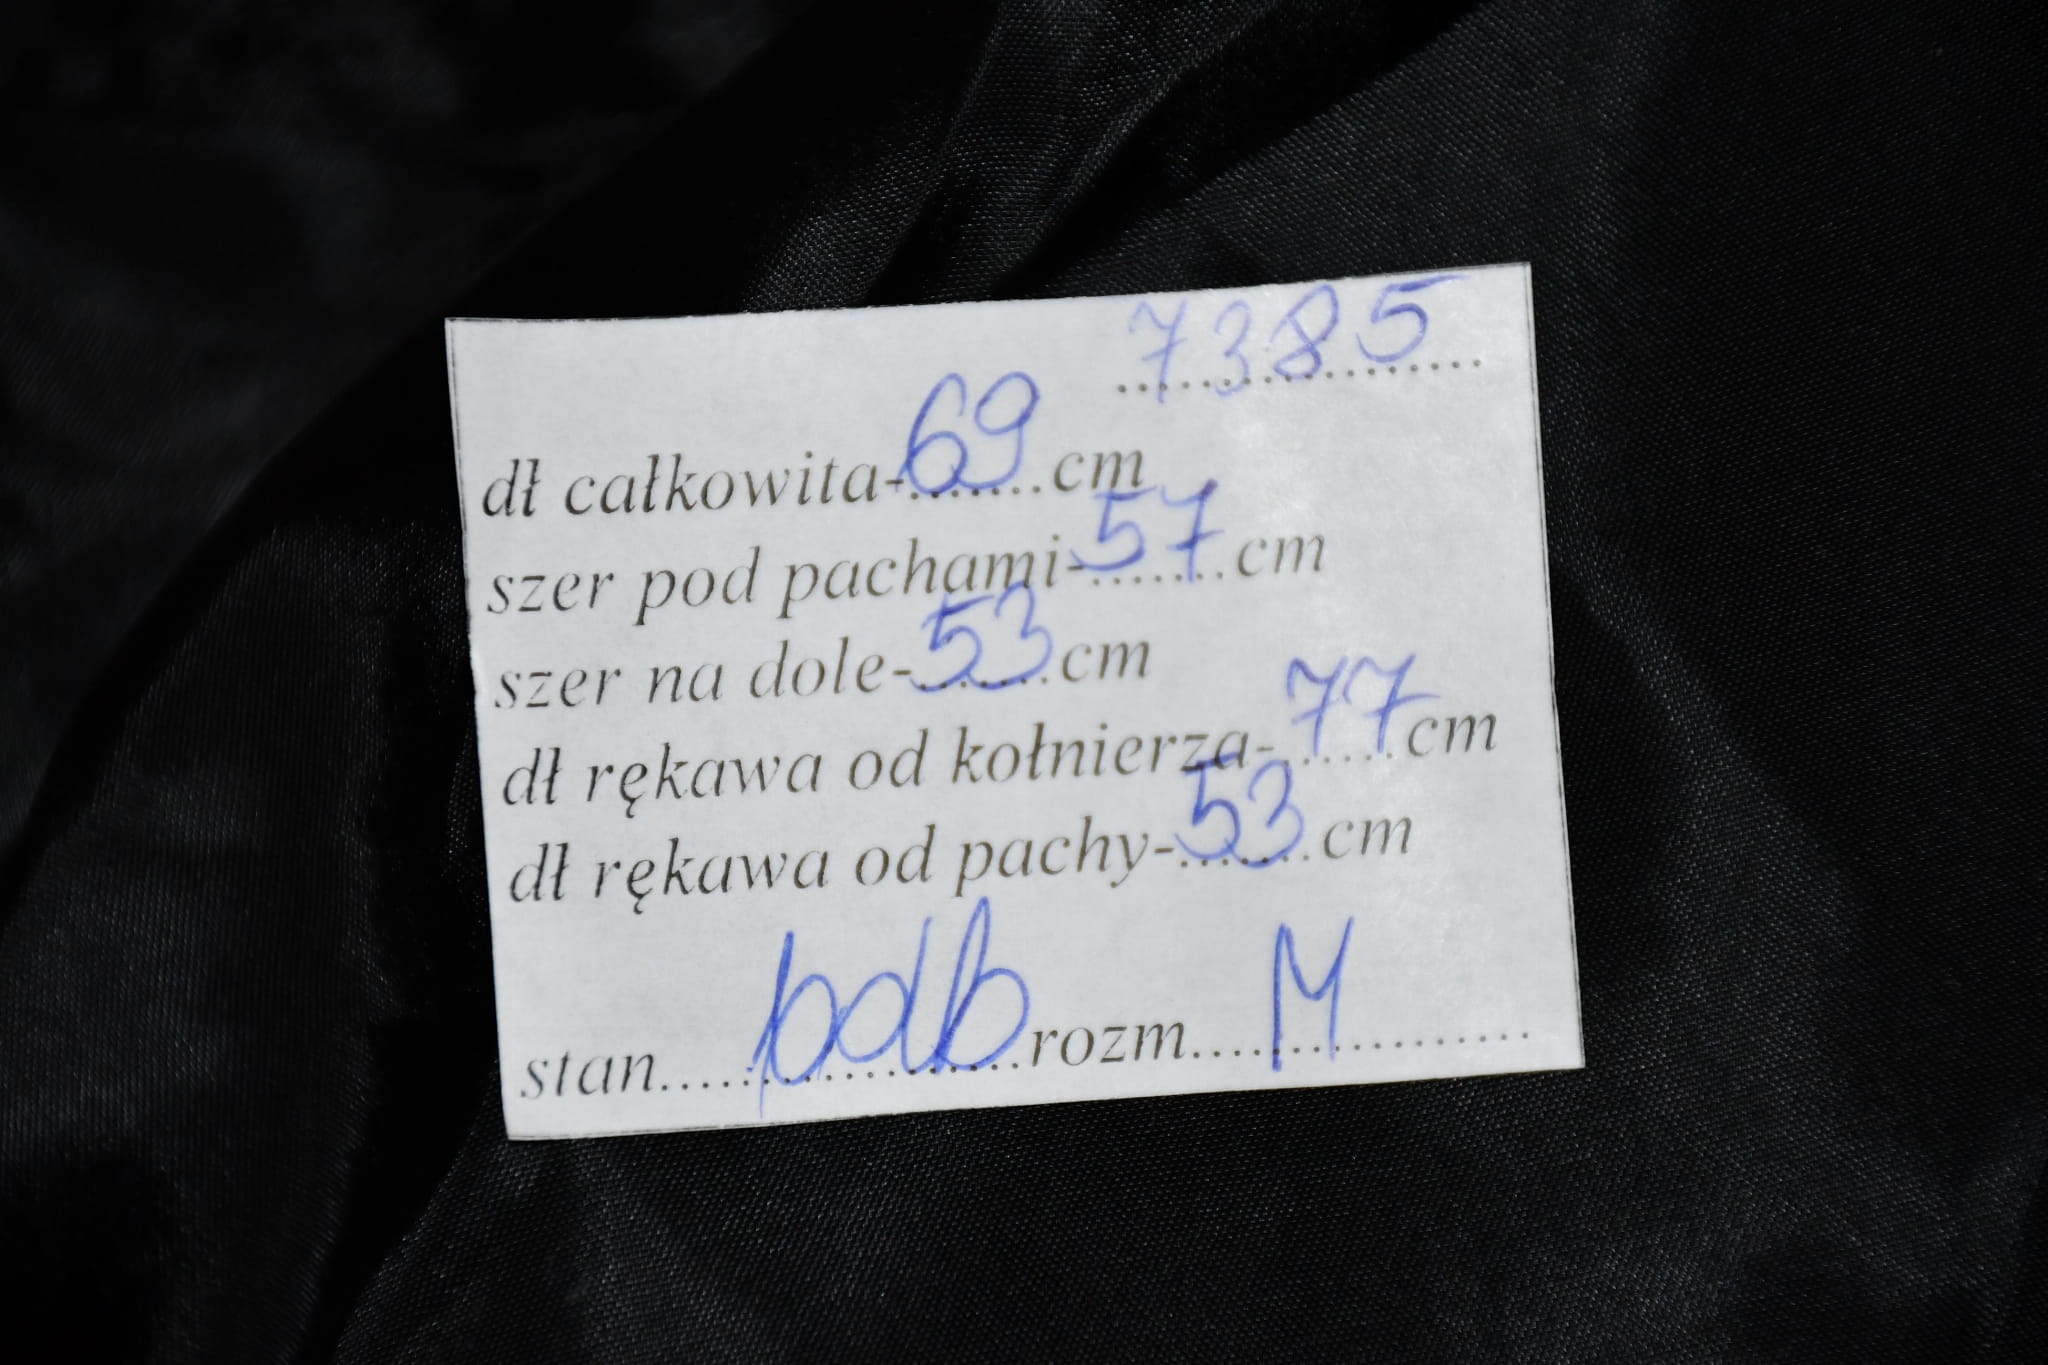 7385
dł całkowita-69.......cm
szer pod pachami-57.......cm
szer na dole-53.......cm
dł rękawa od kołnierza-77......cm
dł rękawa od pachy-53.......cm
stan....bdb....rozm....M....